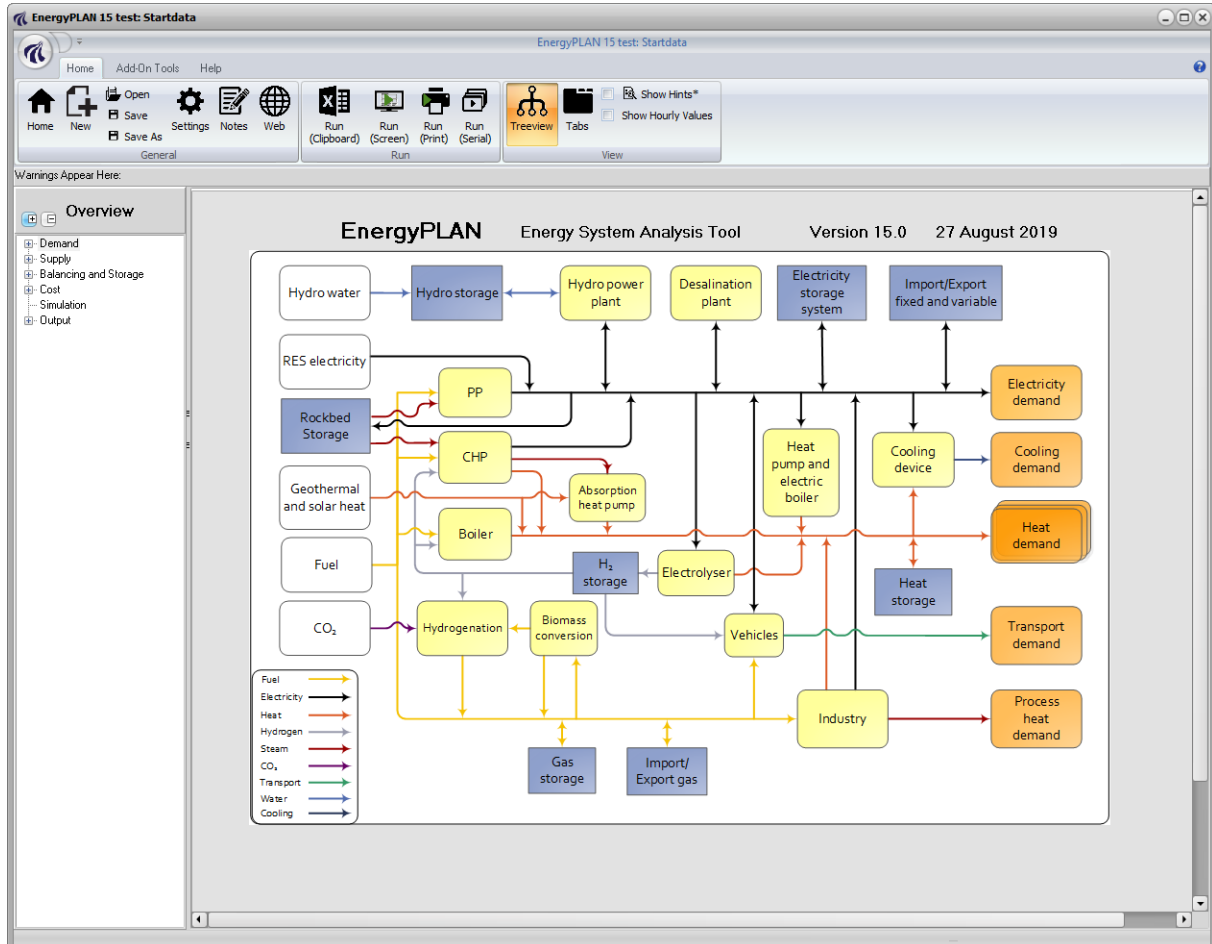 EnergyPLAN 15 test: Startdata
EnergyPLAN 15 test: Startdata
Home Add-On Tools Help
Open
Save
Save As
Home New Settings Notes Web
General
Run (Clipboard)
Run (Screen)
Run (Print)
Run (Serial)
Run
Treeview Tabs
Show Hints*
Show Hourly Values
View
Warnings Appear Here:
Overview
Demand
Supply
Balancing and Storage
Cost
Simulation
Output
EnergyPLAN Energy System Analysis Tool Version 15.0 27 August 2019
Hydro water
Hydro storage
Hydro power
plant
Desalination
plant
Electricity
storage
system
Import/Export
fixed and variable
RES electricity
PP
Electricity
demand
Rockbed
Storage
CHP
Heat
pump and
electric
boiler
Cooling
device
Cooling
demand
Geothermal
and solar heat
Absorption
heat pump
Boiler
Heat
demand
Fuel
H₂
storage
Electrolyser
Heat
storage
CO₂
Hydrogenation
Biomass
conversion
Vehicles
Transport
demand
Fuel
Electricity
Heat
Hydrogen
Steam
CO₂
Transport
Water
Cooling
Gas
storage
Import/
Export gas
Industry
Process
heat
demand